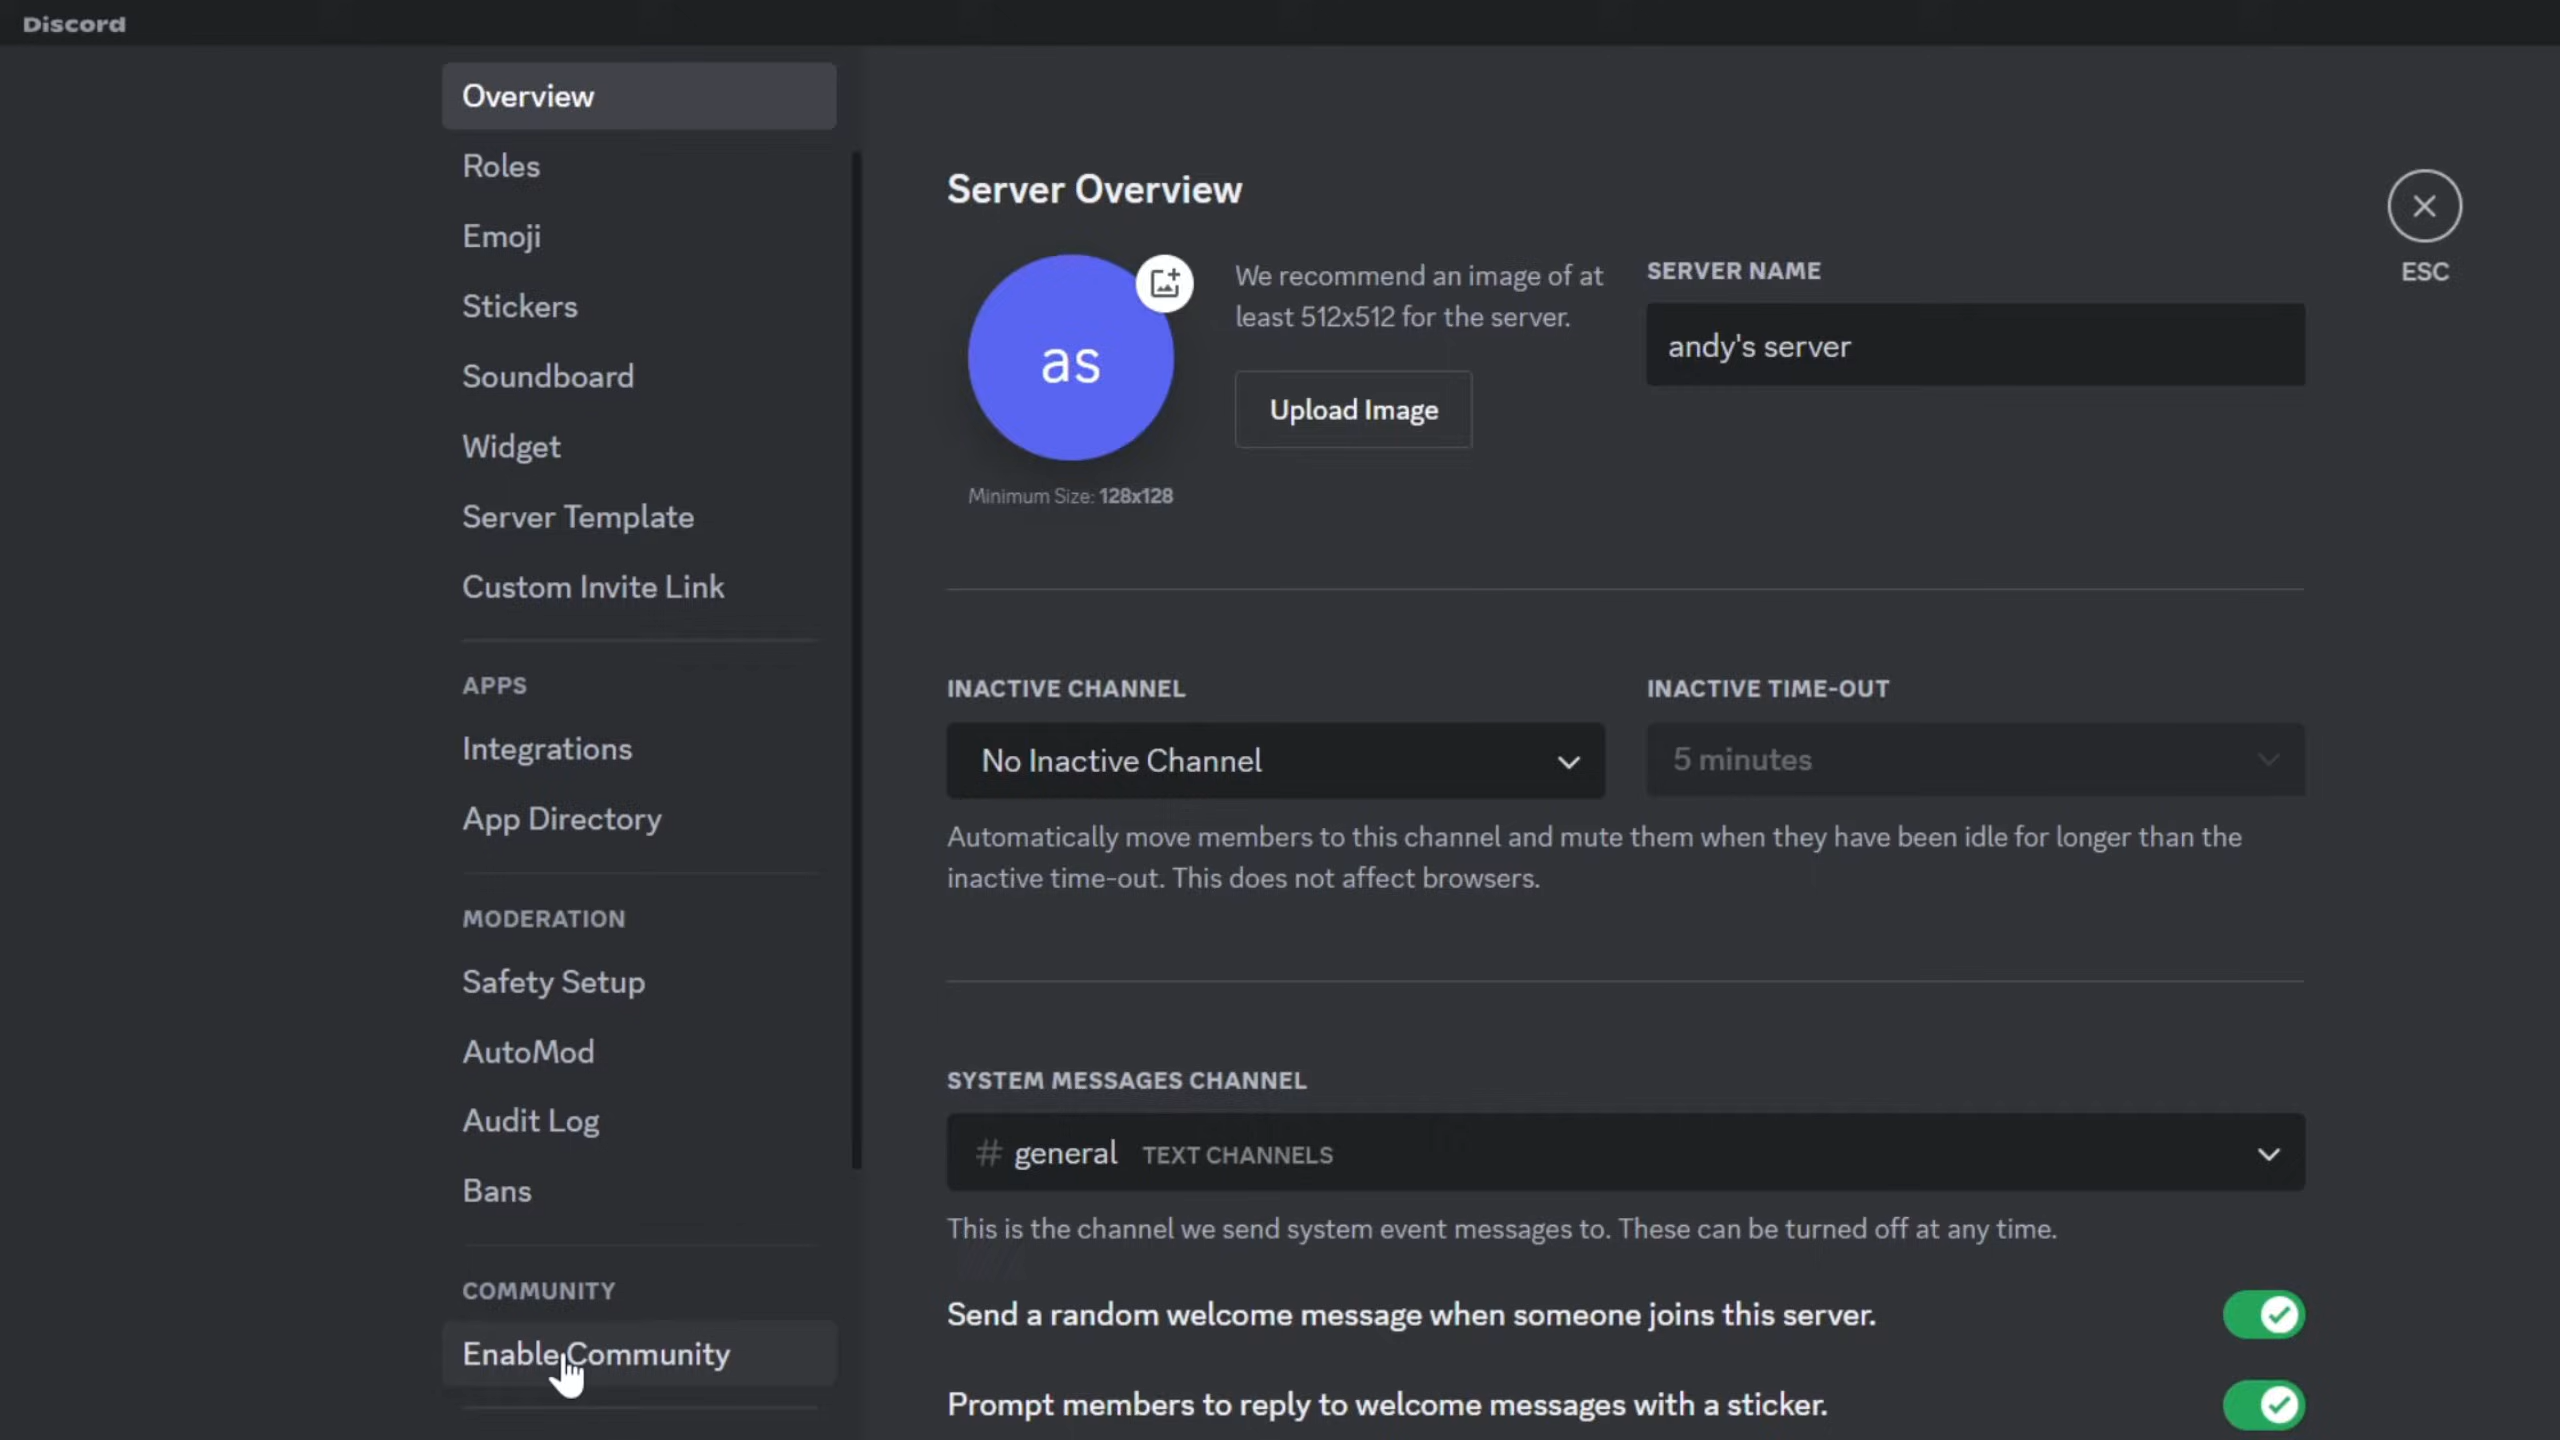 Discord
Overview
Roles
Emoji
Stickers
Soundboard
Widget
Server Template
Custom Invite Link
APPS
Integrations
App Directory
MODERATION
Safety Setup
AutoMod
Audit Log
Bans
COMMUNITY
Enable Community
Server Overview
as
Minimum Size: 128x128
We recommend an image of at
least 512x512 for the server.
Upload Image
SERVER NAME
andy's server
ESC
INACTIVE CHANNEL
No Inactive Channel
INACTIVE TIME-OUT
5 minutes
Automatically move members to this channel and mute them when they have been idle for longer than the
inactive time-out. This does not affect browsers.
SYSTEM MESSAGES CHANNEL
# general TEXT CHANNELS
This is the channel we send system event messages to. These can be turned off at any time.
Send a random welcome message when someone joins this server.
Prompt members to reply to welcome messages with a sticker.